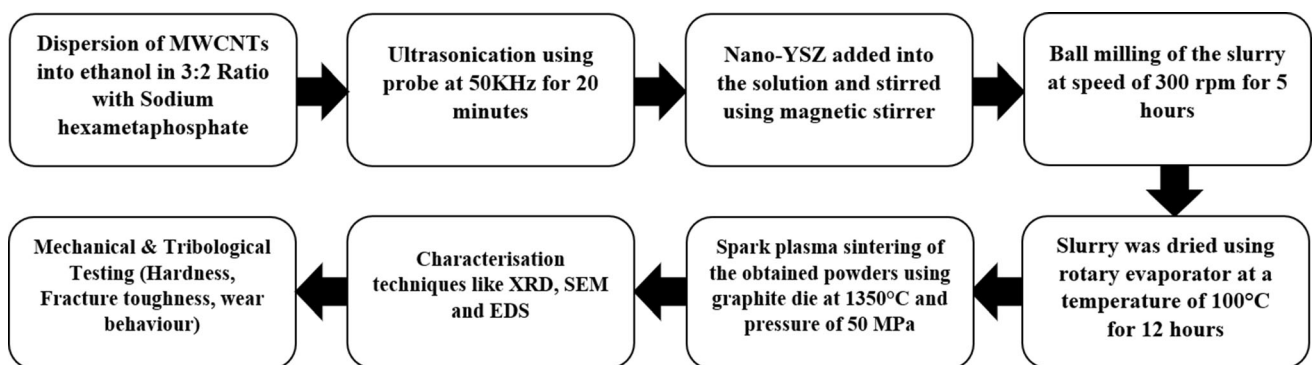 Dispersion of MWCNTs
into ethanol in 3:2 Ratio
with Sodium
hexametaphosphate
Ultrasonication using
probe at 50KHz for 20
minutes
Nano-YSZ added into
the solution and stirred
using magnetic stirrer
Ball milling of the slurry
at speed of 300 rpm for 5
hours
Slurry was dried using
rotary evaporator at a
temperature of 100°C
for 12 hours
Spark plasma sintering of
the obtained powders using
graphite die at 1350°C and
pressure of 50 MPa
Characterisation
techniques like XRD, SEM
and EDS
Mechanical & Tribological
Testing (Hardness,
Fracture toughness, wear
behaviour)